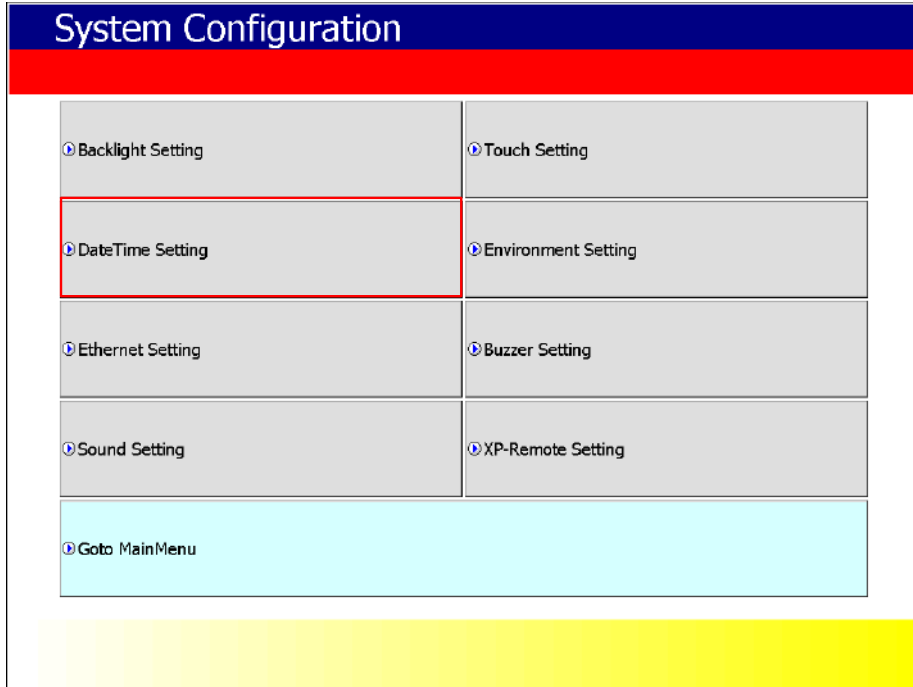 System Configuration
Backlight Setting
Touch Setting
DateTime Setting
Environment Setting
Ethernet Setting
Buzzer Setting
Sound Setting
XP-Remote Setting
Goto MainMenu